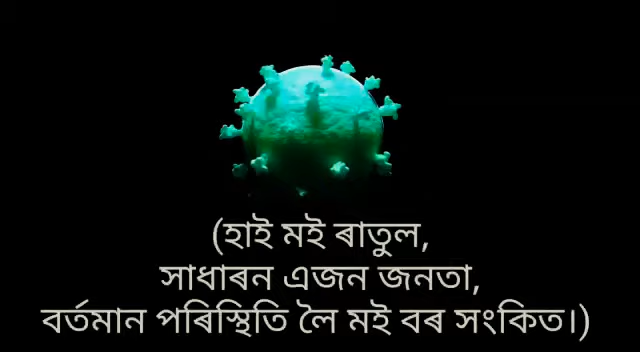 (হাই মই ৰাতুল,
সাধাৰন এজন জনতা,
বৰ্তমান পৰিস্থিতি লৈ মই বৰ সংকিত।)